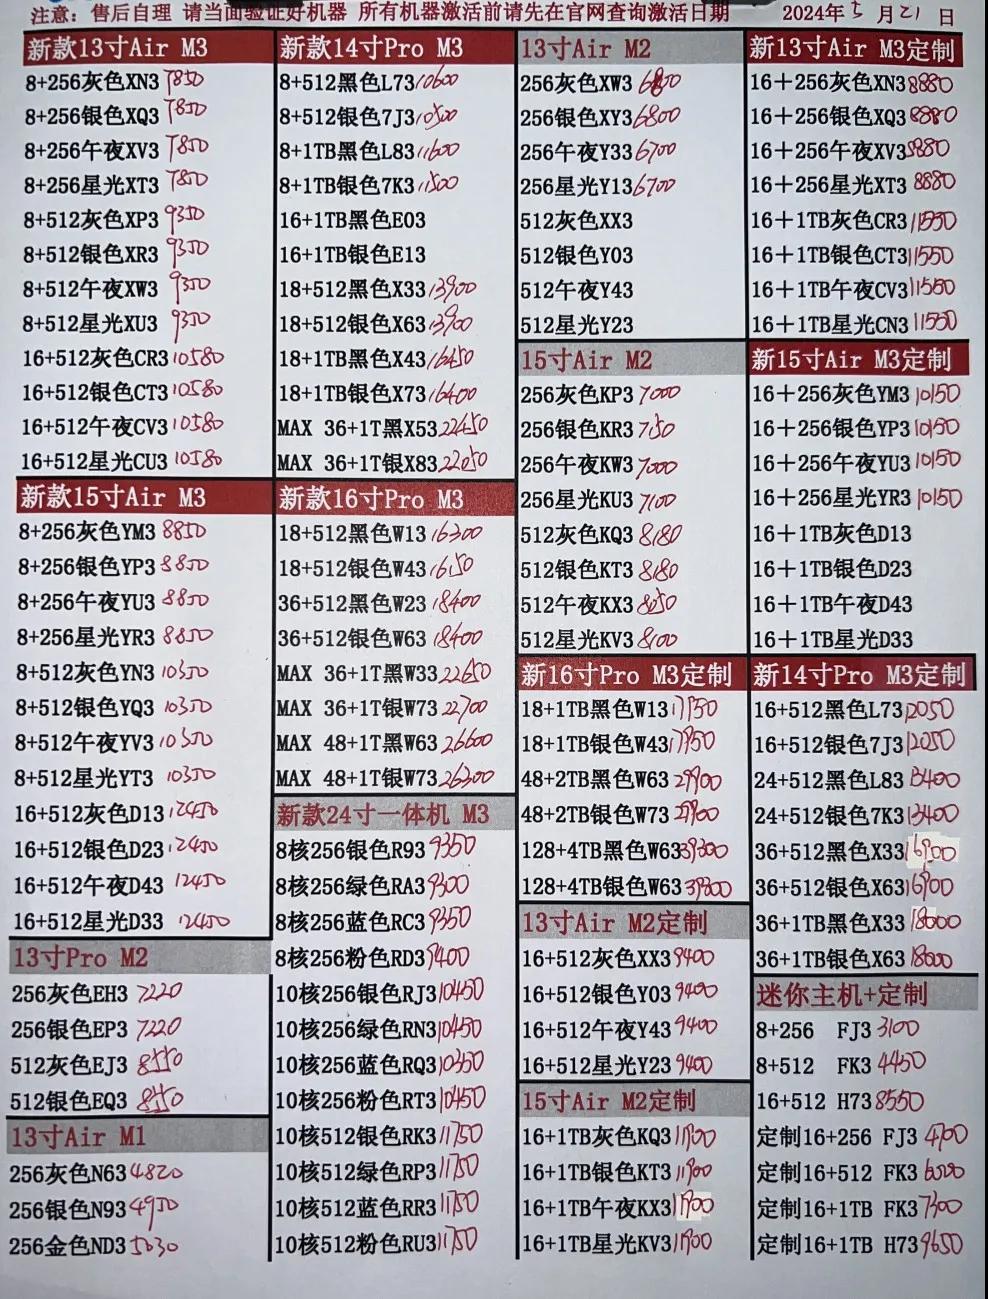 注意：售后自理 请当面验证好机器 所有机器激活前请先在官网查询激活日期 2024年5月21日
新款13寸Air M3
8+256灰色XN3 7850
8+256银色XQ3 7850
8+256午夜XV3 7850
8+256星光XT3 7850
8+512灰色XP3 9350
8+512银色XR3 9350
8+512午夜XW3 9350
8+512星光XU3 9350
16+512灰色CR3 10580
16+512银色CT3 10580
16+512午夜CV3 10580
16+512星光CU3 10580
新款15寸Air M3
8+256灰色YM3 8850
8+256银色YP3 8850
8+256午夜YU3 8850
8+256星光YR3 8850
8+512灰色YN3 10350
8+512银色YQ3 10350
8+512午夜YV3 10350
8+512星光YT3 10350
16+512灰色D13 12450
16+512银色D23 12450
16+512午夜D43 12450
16+512星光D33 12450
13寸Pro M2
256灰色EH3 7220
256银色EP3 7220
512灰色EJ3 8550
512银色EQ3 8550
13寸Air M1
256灰色N63 4820
256银色N93 4950
256金色ND3 5030
新款14寸Pro M3
8+512黑色L73 10600
8+512银色7J3 10500
8+1TB黑色L83 11600
8+1TB银色7K3 11500
16+1TB黑色E03
16+1TB银色E13
18+512黑色X33 13900
18+512银色X63 13900
18+1TB黑色X43 16450
18+1TB银色X73 16400
MAX 36+1T黑X53 22450
MAX 36+1T银X83 22050
新款16寸Pro M3
18+512黑色W13 16300
18+512银色W43 16150
36+512黑色W23 18400
36+512银色W63 18400
MAX 36+1T黑W33 22650
MAX 36+1T银W73 22700
MAX 48+1T黑W63 26600
MAX 48+1T银W73 26300
新款24寸一体机 M3
8核256银色R93 9350
8核256绿色RA3 9300
8核256蓝色RC3 9350
8核256粉色RD3 9400
10核256银色RJ3 10450
10核256绿色RN3 10450
10核256蓝色RQ3 10350
10核256粉色RT3 10450
10核512银色RK3 11750
10核512绿色RP3 11750
10核512蓝色RR3 11700
10核512粉色RU3 11750
13寸Air M2
256灰色XW3
256银色XY3 6800
256午夜Y33 6700
256星光Y13 6700
512灰色XX3
512银色Y03
512午夜Y43
512星光Y23
15寸Air M2
256灰色KP3 7000
256银色KR3 7150
256午夜KW3 7000
256星光KU3 7100
512灰色KQ3 8180
512银色KT3 8180
512午夜KX3 8050
512星光KV3 8100
新16寸Pro M3定制
18+1TB黑色W13 17950
18+1TB银色W43 17950
48+2TB黑色W63 29900
48+2TB银色W73 29900
128+4TB黑色W63 39300
128+4TB银色W63 39300
13寸Air M2定制
16+512灰色XX3 9400
16+512银色Y03 9400
16+512午夜Y43 9400
16+512星光Y23 9400
15寸Air M2定制
16+1TB灰色KQ3 11900
16+1TB银色KT3 11900
16+1TB午夜KX3 11900
16+1TB星光KV3 11900
新13寸Air M3定制
16＋256灰色XN3 8880
16＋256银色XQ3 8880
16＋256午夜XV3 8880
16＋256星光XT3 8880
16＋1TB灰色CR3 11550
16＋1TB银色CT3 11550
16＋1TB午夜CV3 11550
16＋1TB星光CN3 11550
新15寸Air M3定制
16＋256灰色YM3 10150
16＋256银色YP3 10150
16＋256午夜YU3 10150
16＋256星光YR3 10150
16＋1TB灰色D13
16＋1TB银色D23
16＋1TB午夜D43
16＋1TB星光D33
新14寸Pro M3定制
16+512黑色L73 12050
16+512银色7J3 12050
24+512黑色L83 13400
24+512银色7K3 13400
36+512黑色X33 16900
36+512银色X63 16900
36+1TB黑色X33 18000
36+1TB银色X63 18000
迷你主机+定制
8+256 FJ3 3100
8+512 FK3 4450
16+512 H73 8550
定制16+256 FJ3 4700
定制16+512 FK3 6000
定制16+1TB FK3 7300
定制16+1TB H73 9650